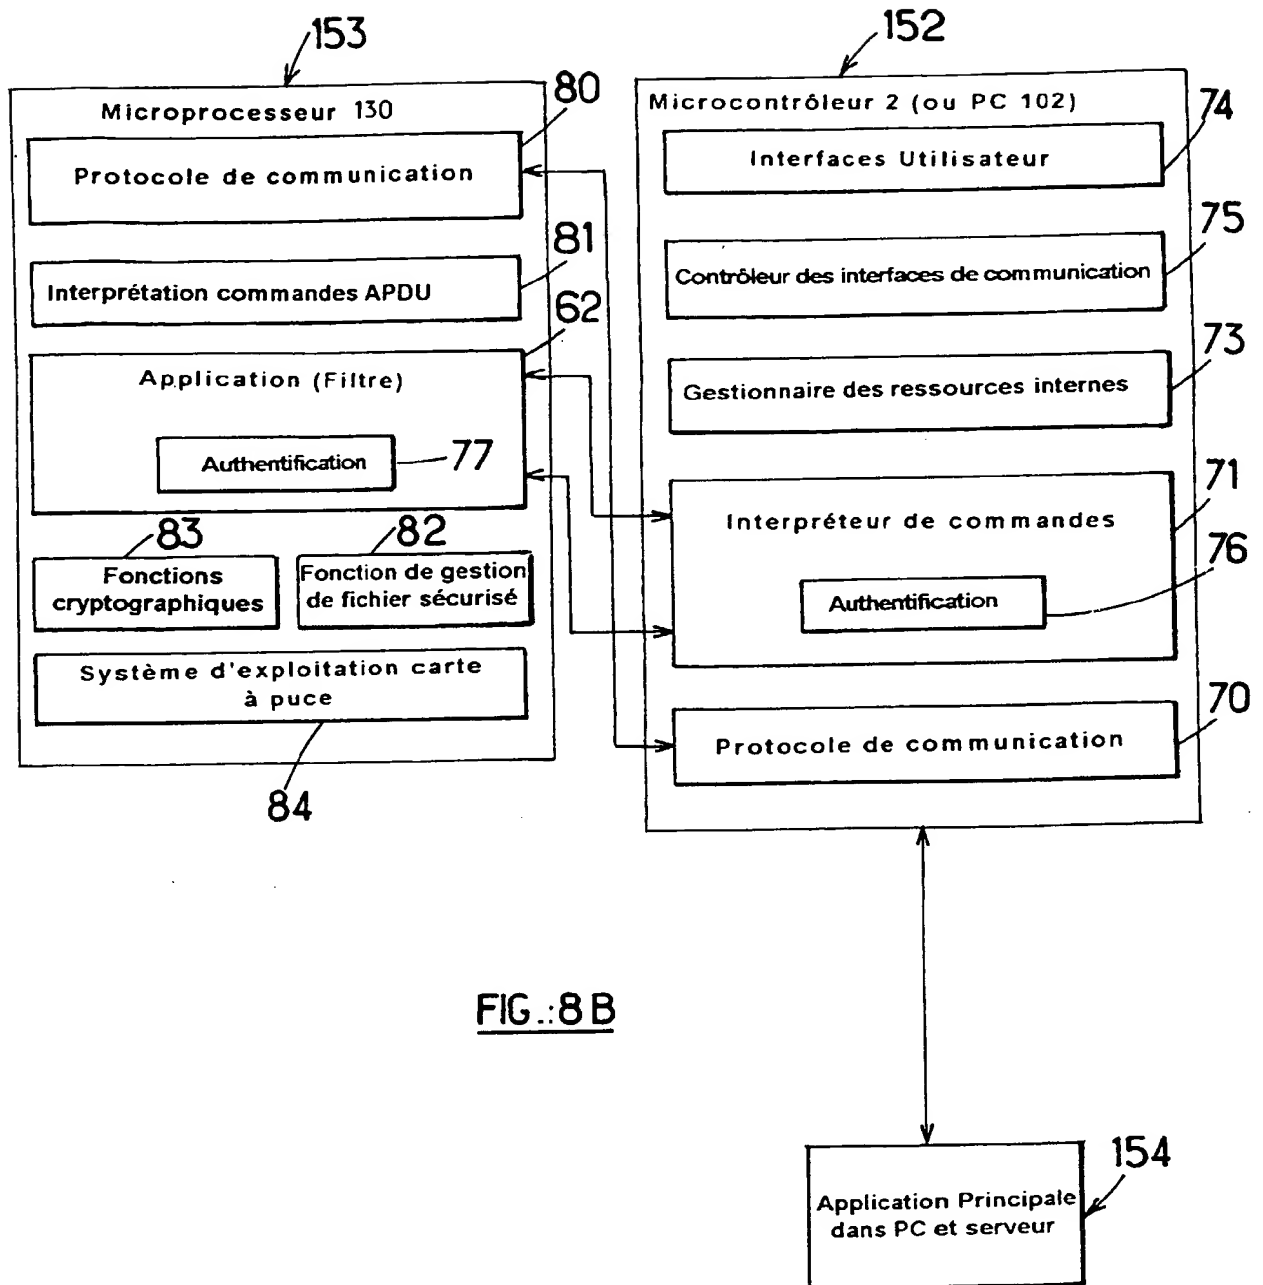 153
152
Microprocesseur 130
80
Protocole de communication
81
Interprétation commandes APDU
62
Application (Filtre)
Authentification
77
83
82
Fonctions
cryptographiques
Fonction de gestion
de fichier sécurisé
Système d'exploitation carte
à puce
84
Microcontrôleur 2 (ou PC 102)
74
Interfaces Utilisateur
75
Contrôleur des interfaces de communication
73
Gestionnaire des ressources internes
71
Interpréteur de commandes
76
Authentification
70
Protocole de communication
FIG.:8 B
154
Application Principale
dans PC et serveur